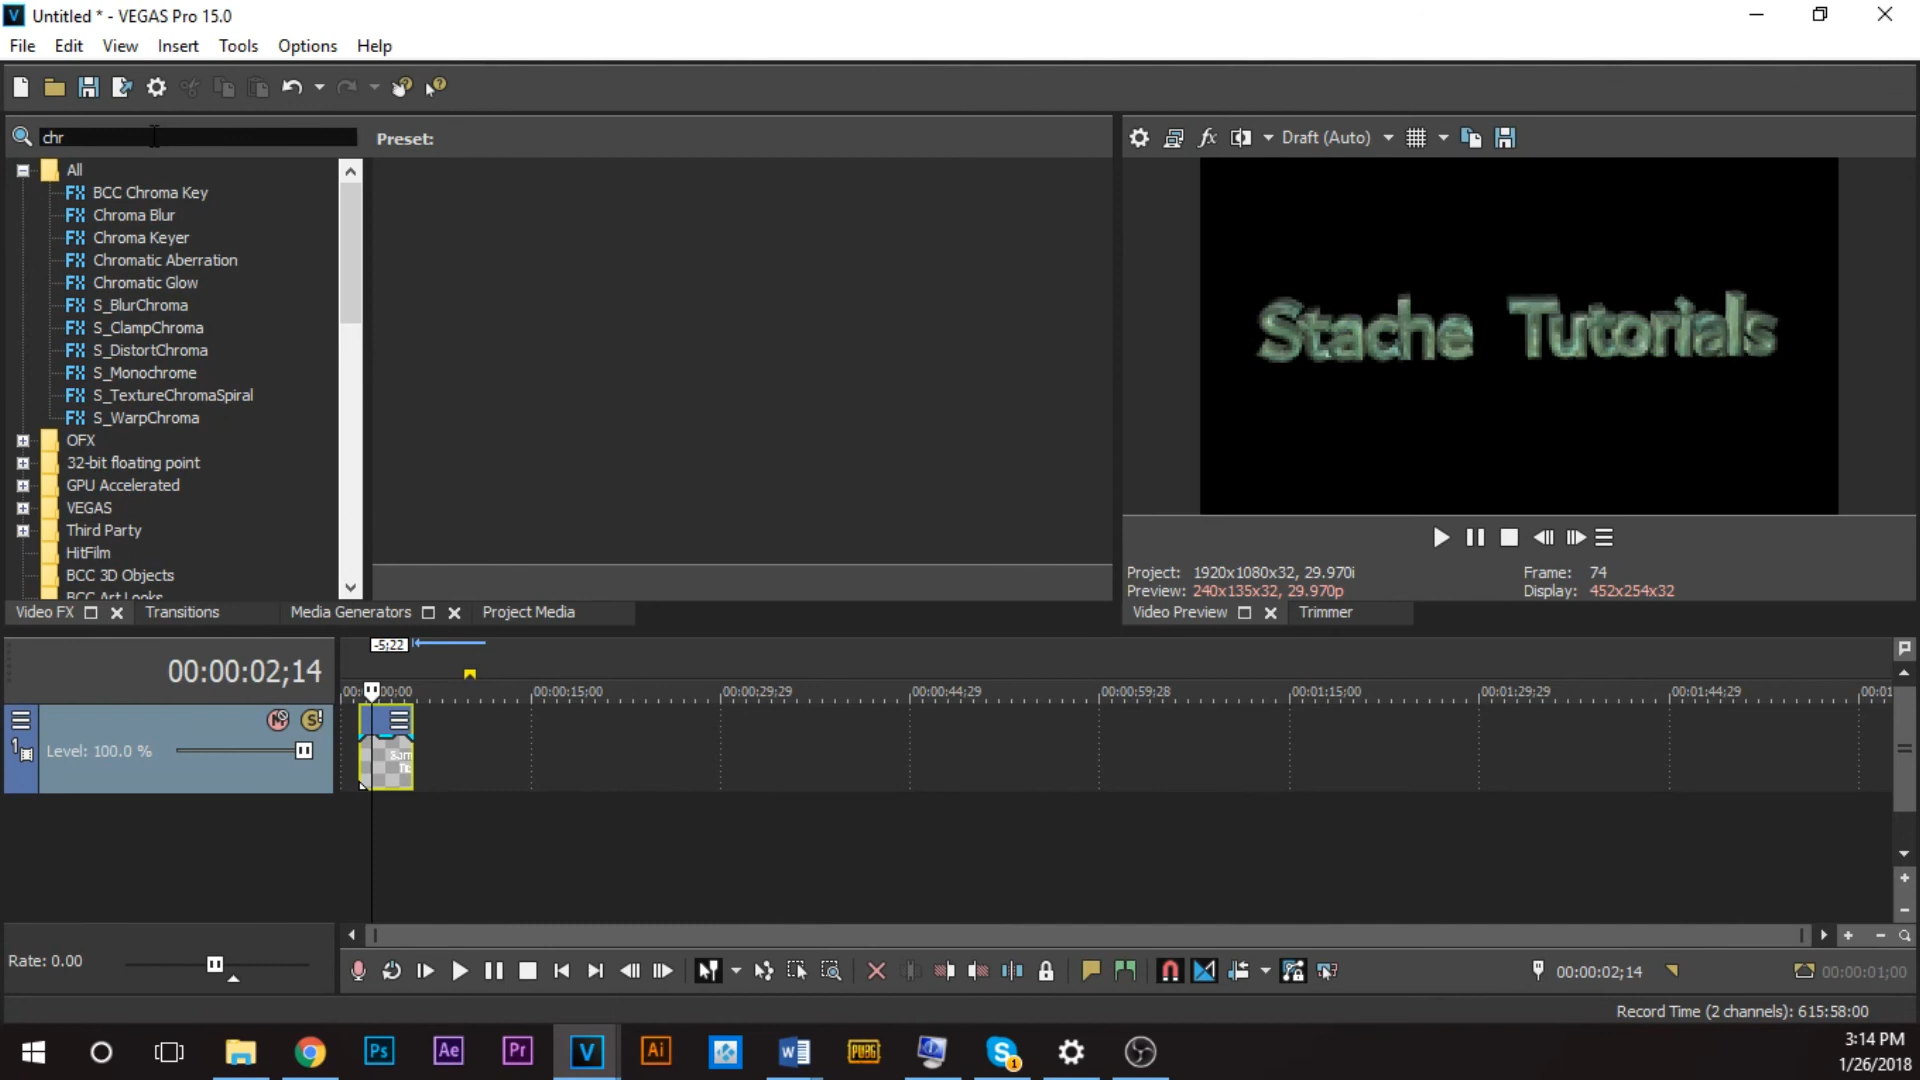 Untitled * - VEGAS Pro 15.0
File Edit View Insert Tools Options Help
chr
Preset:
Draft (Auto)
All
FX BCC Chroma Key
FX Chroma Blur
FX Chroma Keyer
FX Chromatic Aberration
FX Chromatic Glow
FX S_BlurChroma
FX S_ClampChroma
FX S_DistortChroma
FX S_Monochrome
FX S_TextureChromaSpiral
FX S_WarpChroma
OFX
32-bit floating point
GPU Accelerated
VEGAS
Third Party
HitFilm
BCC 3D Objects
BCC Art Looks
Stache Tutorials
Project: 1920x1080x32, 29.970i
Frame: 74
Preview: 240x135x32, 29.970p
Display: 452x254x32
Video FX Transitions Media Generators Project Media
Video Preview Trimmer
-5;22
00:00:02;14
00:00:15;00 00:00:29;29 00:00:44;29 00:00:59;28 00:01:15;00 00:01:29;29 00:01:44;29
1 Level: 100.0 %
Rate: 0.00
00:00:02;14
00:00:01;00
Record Time (2 channels): 615:58:00
Ps Ae Pr V Ai W PUBG S 1
3:14 PM
1/26/2018